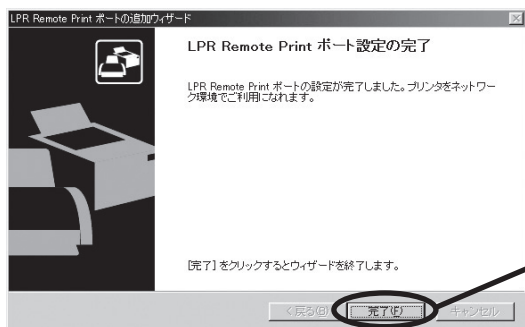 LPR Remote Print ポートの追加ウィザード
LPR Remote Print ポート設定の完了
LPR Remote Print ポートの設定が完了しました。プリンタをネットワー
ク環境でご利用になれます。
[完了] をクリックするとウィザードを終了します。
< 戻る(B) 完了(F) キャンセル